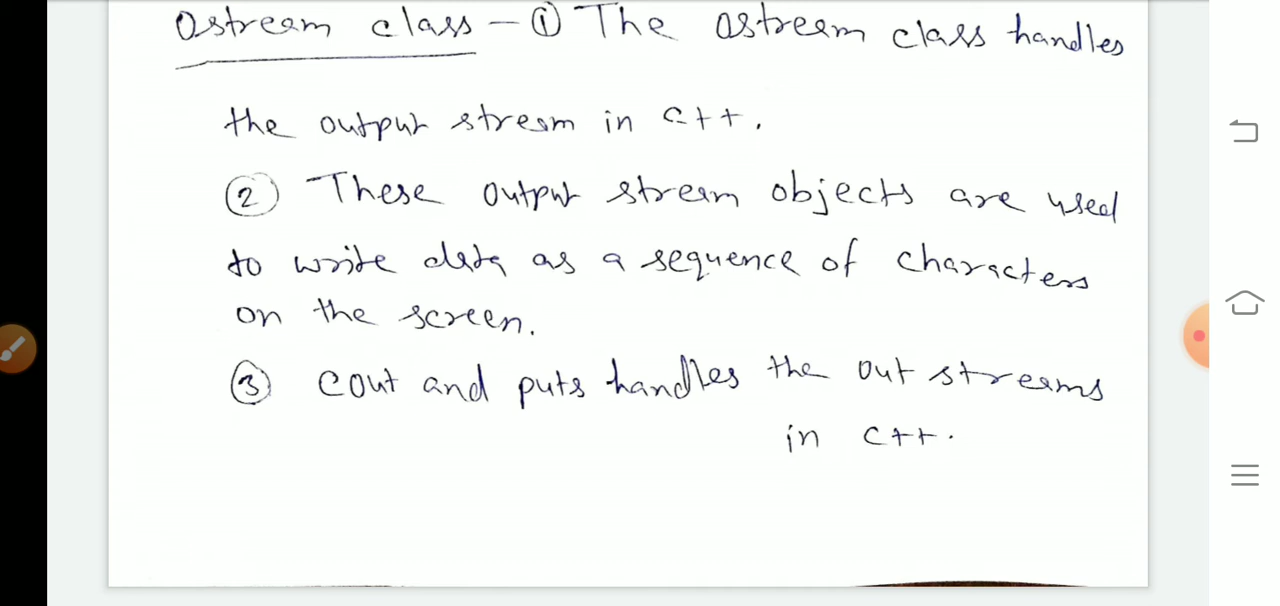 Ostream class - ① The ostream class handles
the output stream in C++.
② These output stream objects are used
to write data as a sequence of characters
on the screen.
③ Cout and puts handles the out streams
in C++.